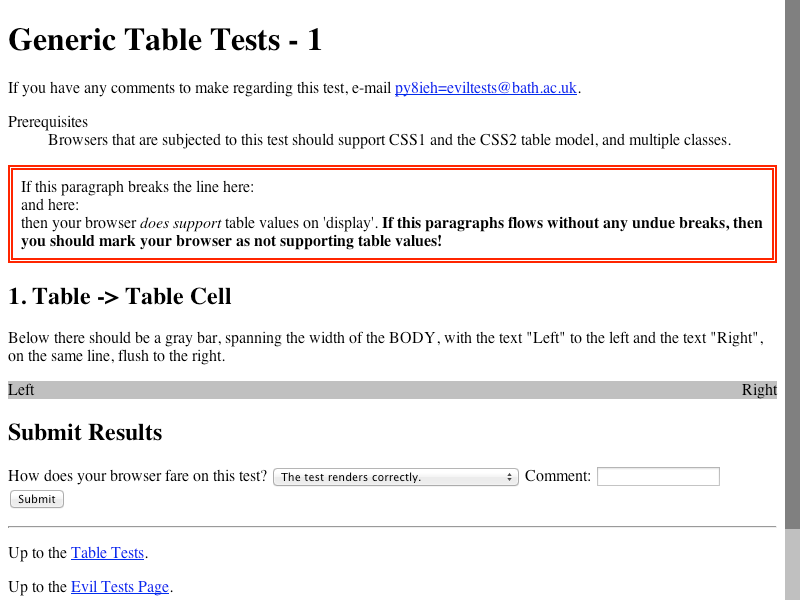 Generic Table Tests - 1
If you have any comments to make regarding this test, e-mail py8ieh=eviltests@bath.ac.uk.
Prerequisites
Browsers that are subjected to this test should support CSS1 and the CSS2 table model, and multiple classes.
If this paragraph breaks the line here:
and here:
then your browser does support table values on 'display'. If this paragraphs flows without any undue breaks, then
you should mark your browser as not supporting table values!
1. Table -> Table Cell
Below there should be a gray bar, spanning the width of the BODY, with the text "Left" to the left and the text "Right",
on the same line, flush to the right.
Left Right
Submit Results
How does your browser fare on this test? The test renders correctly. Comment:
Submit
Up to the Table Tests.
Up to the Evil Tests Page.